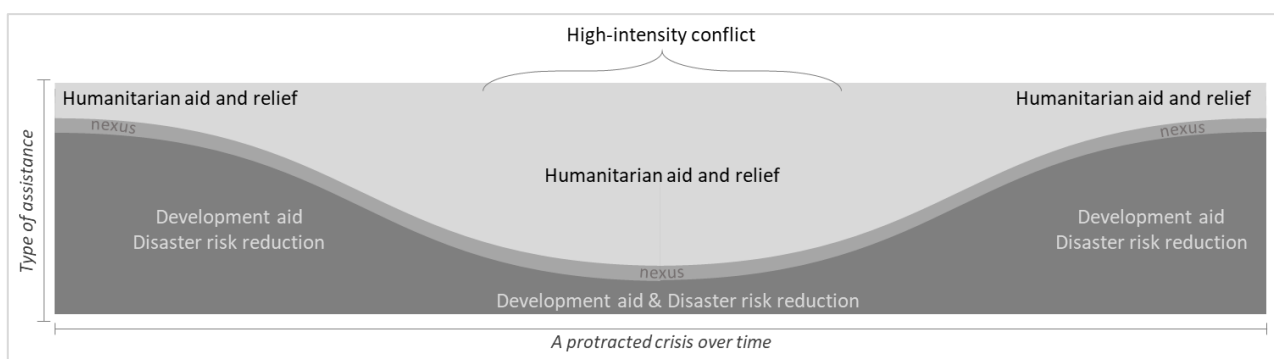 High-intensity conflict
Humanitarian aid and relief
Humanitarian aid and relief
nexus
nexus
Type of assistance
Humanitarian aid and relief
Development aid
Disaster risk reduction
Development aid
Disaster risk reduction
nexus
Development aid & Disaster risk reduction
A protracted crisis over time